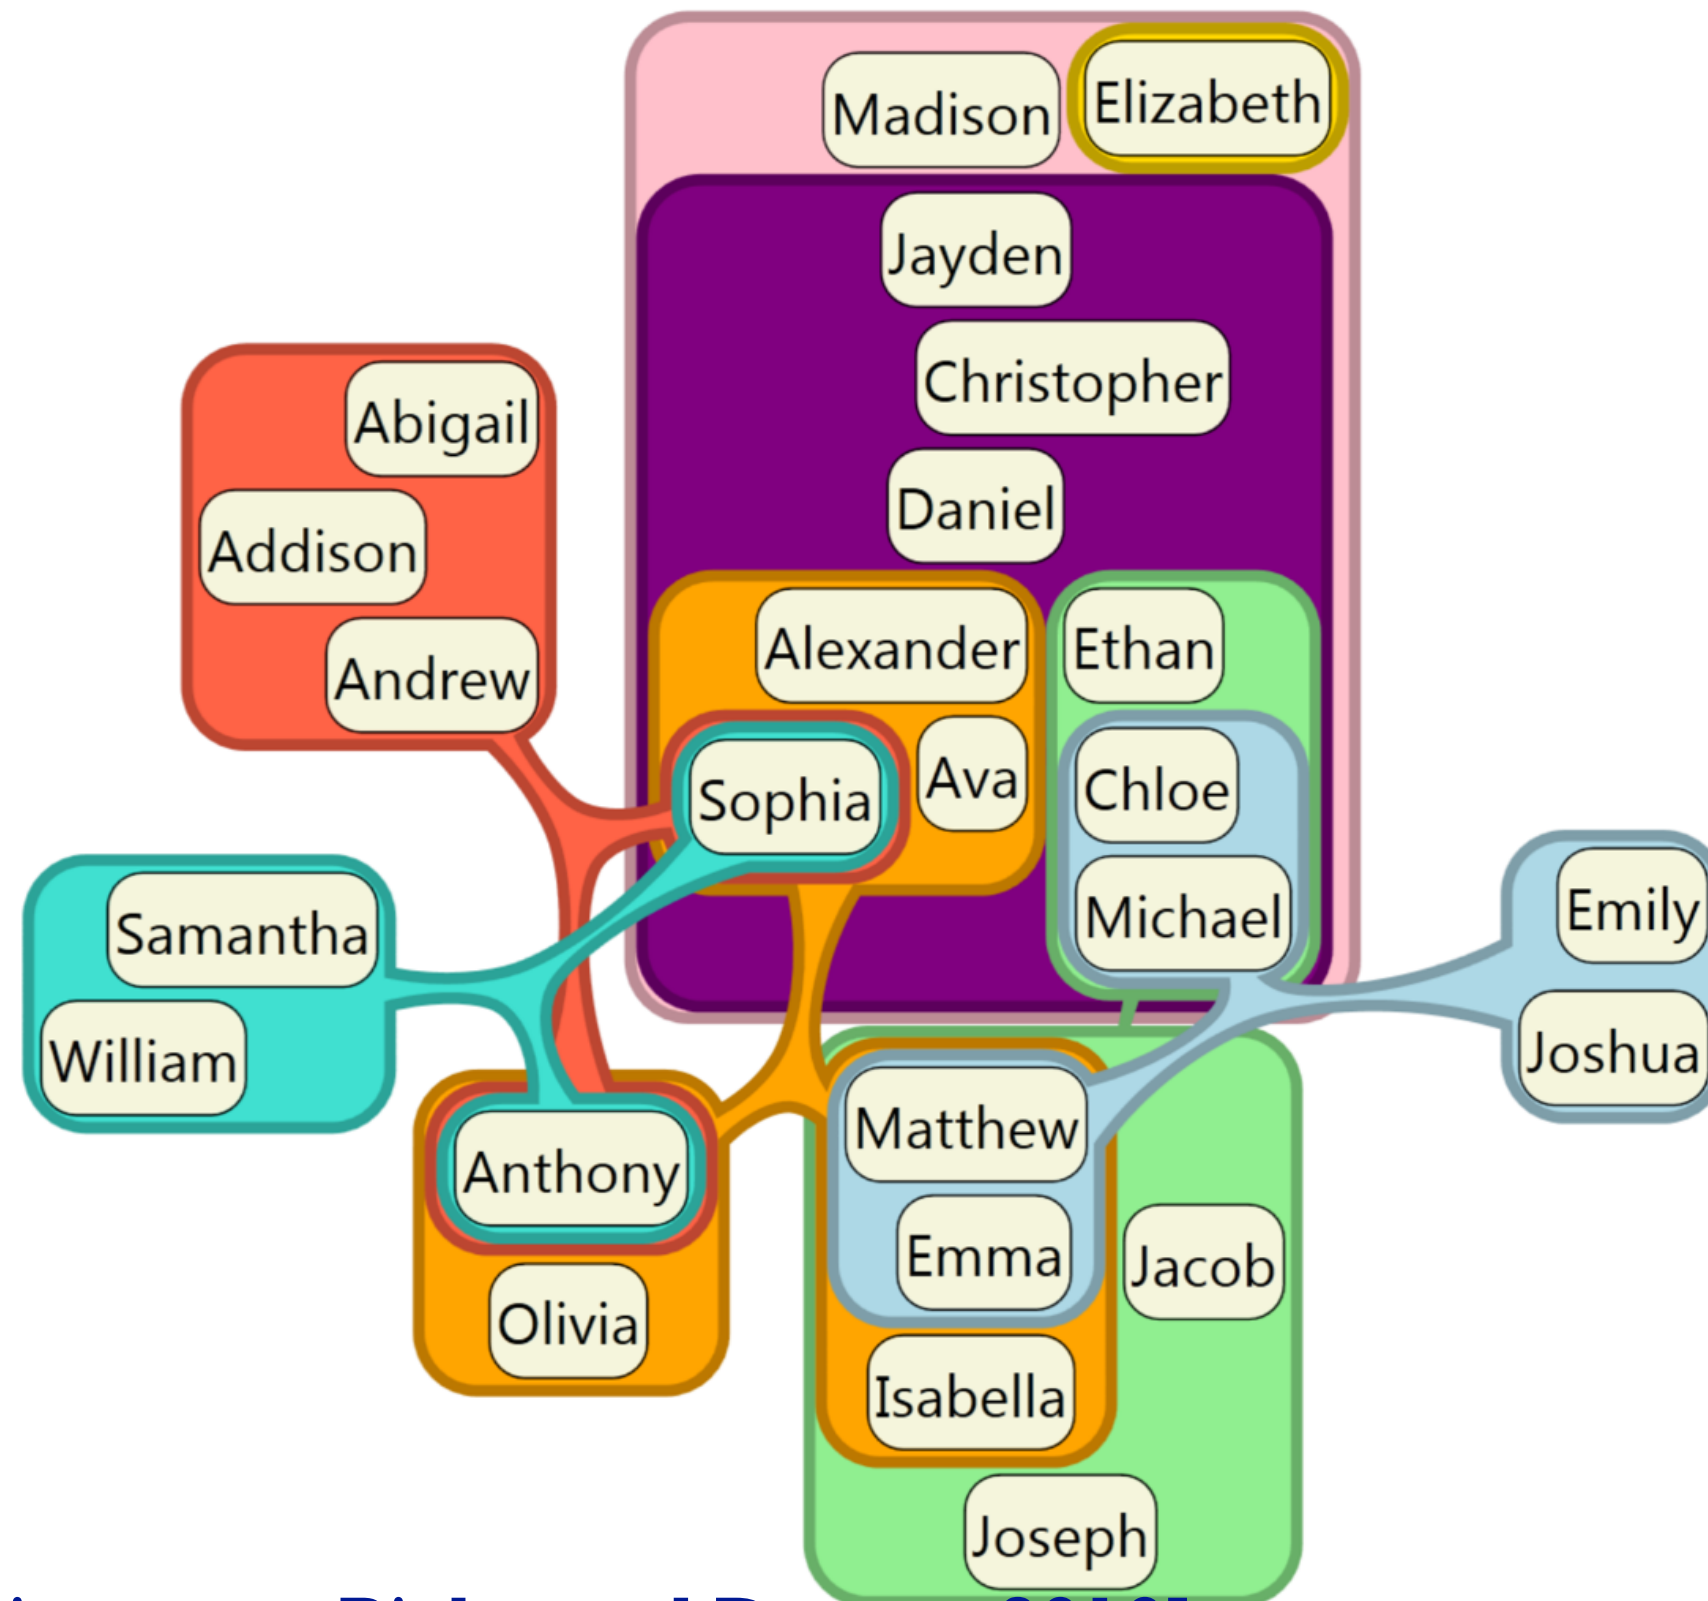 Madison
Elizabeth
Jayden
Christopher
Daniel
Abigail
Addison
Andrew
Alexander
Ethan
Sophia
Ava
Chloe
Michael
Samantha
William
Emily
Joshua
Anthony
Olivia
Matthew
Emma
Jacob
Isabella
Joseph